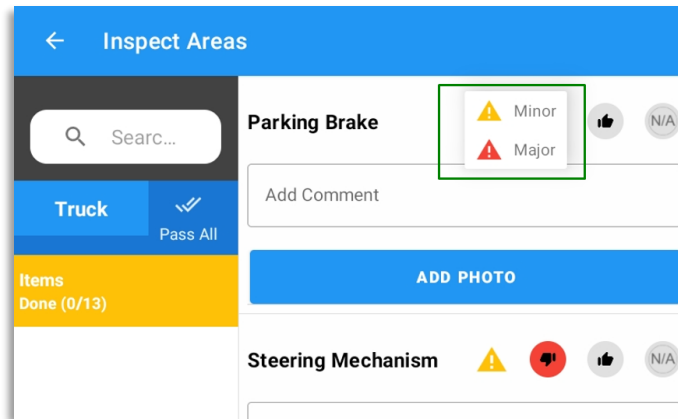 Inspect Areas
Searc...
Truck
Pass All
Items
Done (0/13)
Parking Brake
Minor
Major
N/A
Add Comment
ADD PHOTO
Steering Mechanism
N/A